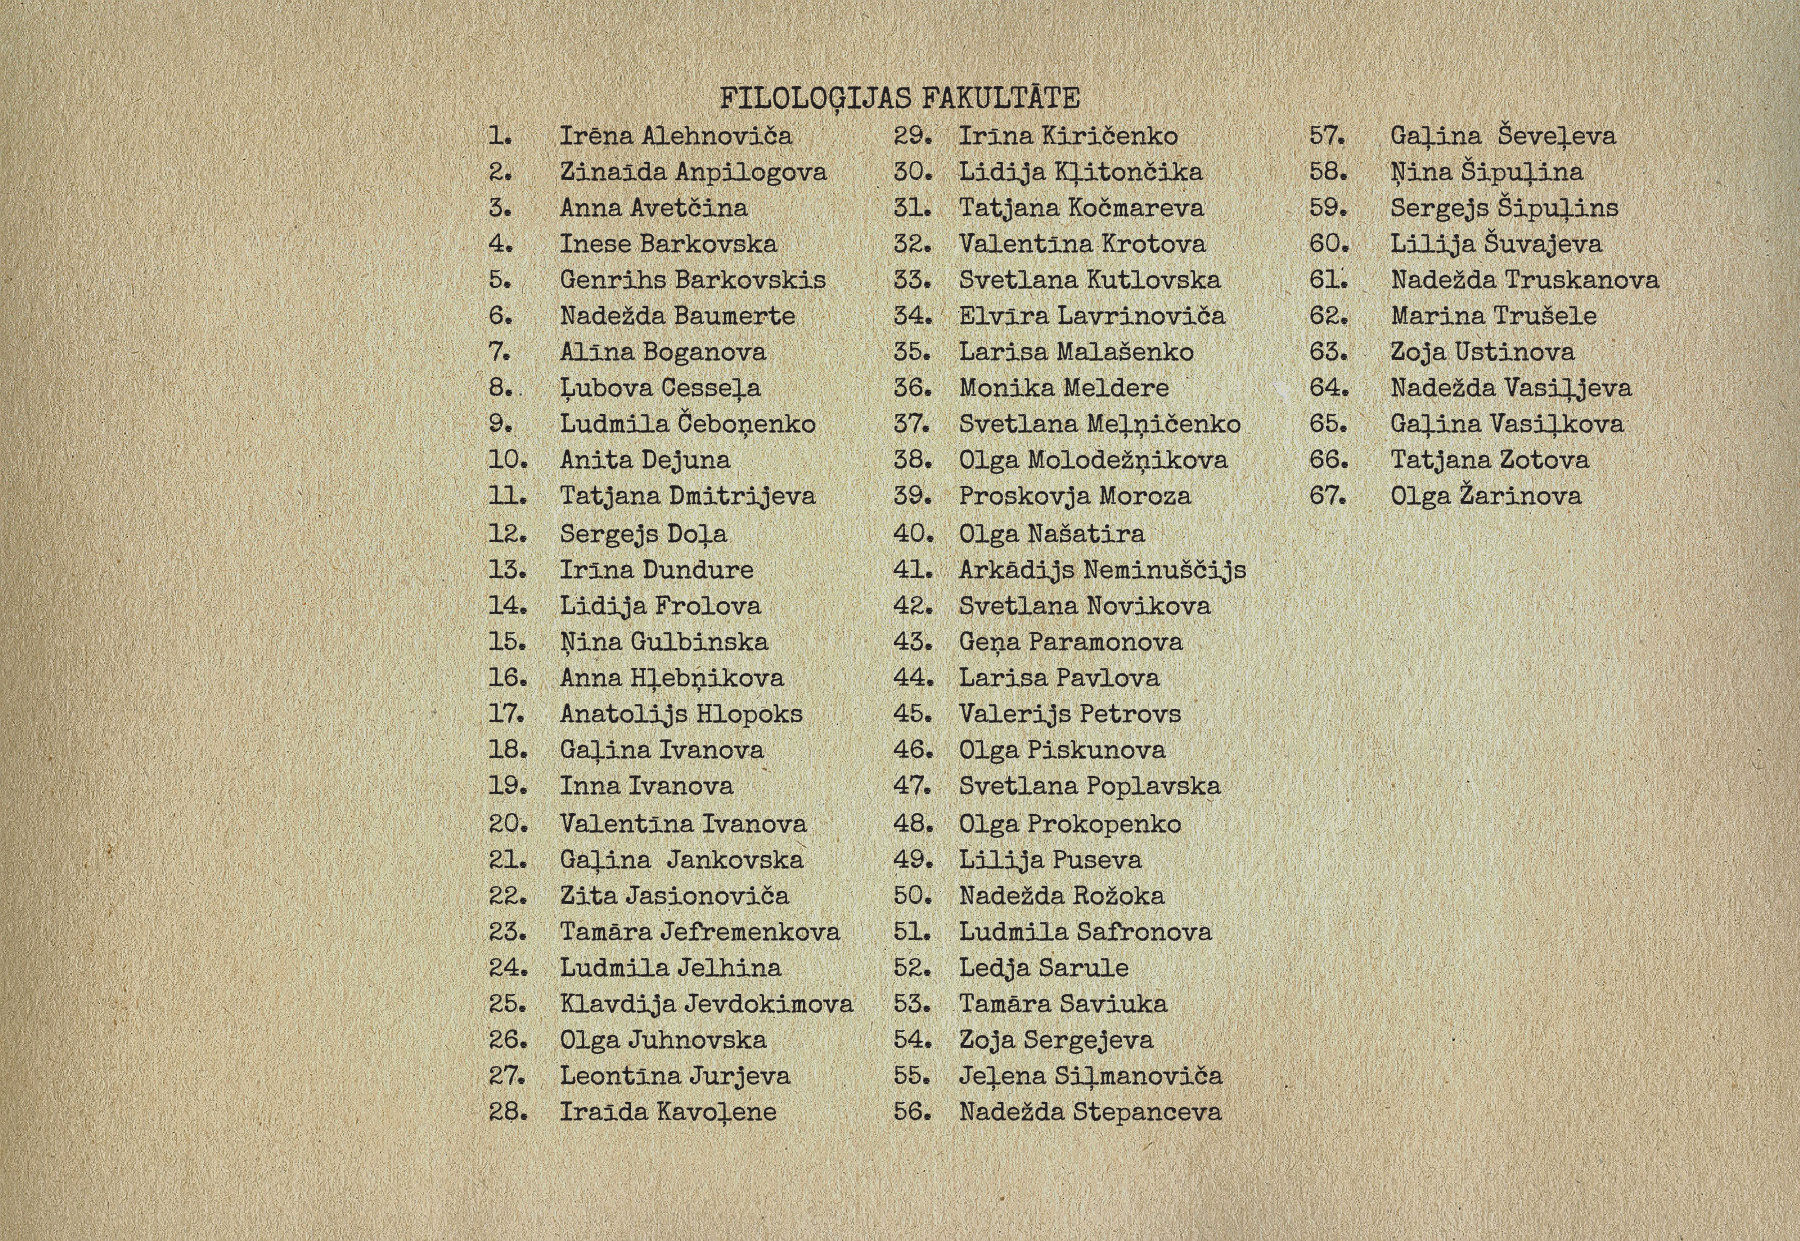 FILOLOĢIJAS FAKULTĀTE
1. Irēna Alehnoviča
2. Zinaīda Anpilogova
3. Anna Avetčina
4. Inese Barkovska
5. Genrihs Barkovskis
6. Nadežda Baumerte
7. Alīna Boganova
8. Ļubova Cesseļa
9. Ludmila Čeboņenko
10. Anita Dejuna
11. Tatjana Dmitrijeva
12. Sergejs Doļa
13. Irīna Dundure
14. Lidija Frolova
15. Ņina Gulbinska
16. Anna Hļebņikova
17. Anatolijs Hlopoks
18. Gaļina Ivanova
19. Inna Ivanova
20. Valentīna Ivanova
21. Gaļina Jankovska
22. Zita Jasionoviča
23. Tamāra Jefremenkova
24. Ludmila Jelhina
25. Klavdija Jevdokimova
26. Olga Juhnovska
27. Leontīna Jurjeva
28. Iraīda Kavoļene
29. Irīna Kiričenko
30. Lidija Kļitončika
31. Tatjana Kočmareva
32. Valentīna Krotova
33. Svetlana Kutlovska
34. Elvīra Lavrinoviča
35. Larisa Malašenko
36. Monika Meldere
37. Svetlana Meļņičenko
38. Olga Molodežņikova
39. Proskovja Moroza
40. Olga Našatira
41. Arkādijs Neminuščijs
42. Svetlana Novikova
43. Geņa Paramonova
44. Larisa Pavlova
45. Valerijs Petrovs
46. Olga Piskunova
47. Svetlana Poplavska
48. Olga Prokopenko
49. Lilija Puseva
50. Nadežda Rožoka
51. Ludmila Safronova
52. Ledja Sarule
53. Tamāra Saviuka
54. Zoja Sergejeva
55. Jeļena Siļmanoviča
56. Nadežda Stepanceva
57. Gaļina Ševeļeva
58. Ņina Šipuļina
59. Sergejs Šipuļins
60. Lilija Šuvajeva
61. Nadežda Truskanova
62. Marina Trušele
63. Zoja Ustinova
64. Nadežda Vasiļjeva
65. Gaļina Vasiļkova
66. Tatjana Zotova
67. Olga Žarinova